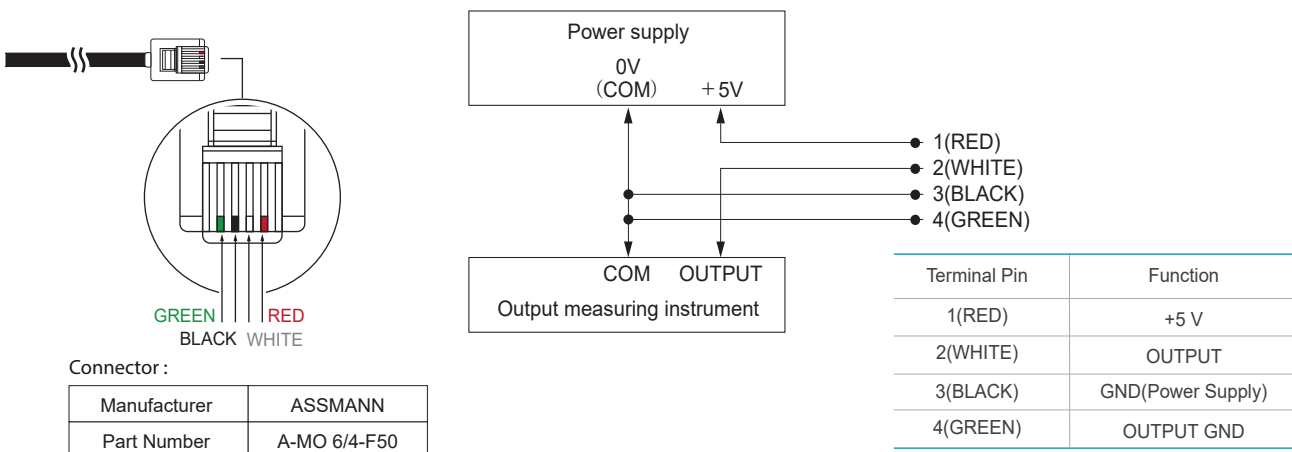 GREEN RED
BLACK WHITE
Connector :
Manufacturer ASSMANN
Part Number A-MO 6/4-F50
Power supply
0V
(COM) +5V
1(RED)
2(WHITE)
3(BLACK)
4(GREEN)
COM OUTPUT
Output measuring instrument
Terminal Pin Function
1(RED) +5 V
2(WHITE) OUTPUT
3(BLACK) GND(Power Supply)
4(GREEN) OUTPUT GND